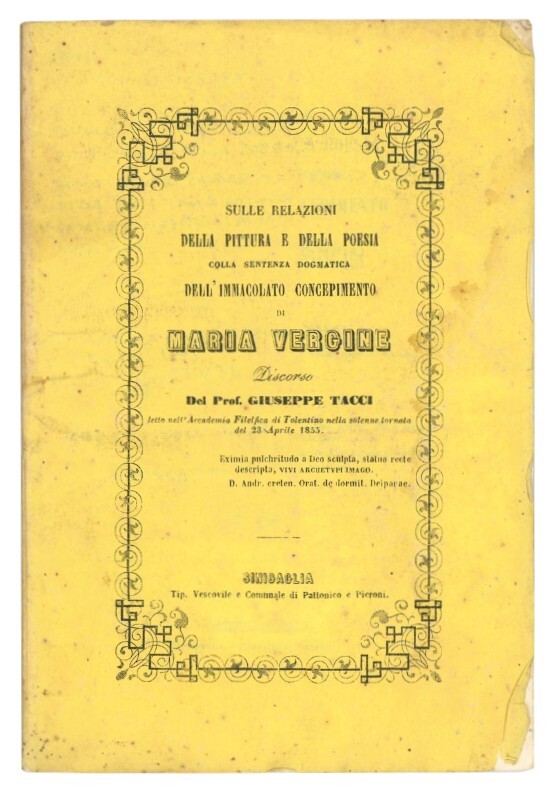 SULLE RELAZIONI
DELLA PITTURA E DELLA POESIA
COLLA SENTENZA DOGMATICA
DELL'IMMACOLATO CONCEPIMENTO
DI
MARIA VERGINE
Discorso
Del Prof. GIUSEPPE TACCI
letto nell'Accademia Filelfica di Tolentino nella solenne tornata
del 23 Aprile 1855.
Eximia pulchritudo a Deo sculpta, statua recte
descripta, VIVI ARCHETYPI IMAGO.
D. Andr. creten. Orat. de dormit. Deiparae.
SINIGAGLIA
Tip. Vescovile e Comunale di Pattonico e Pieroni.